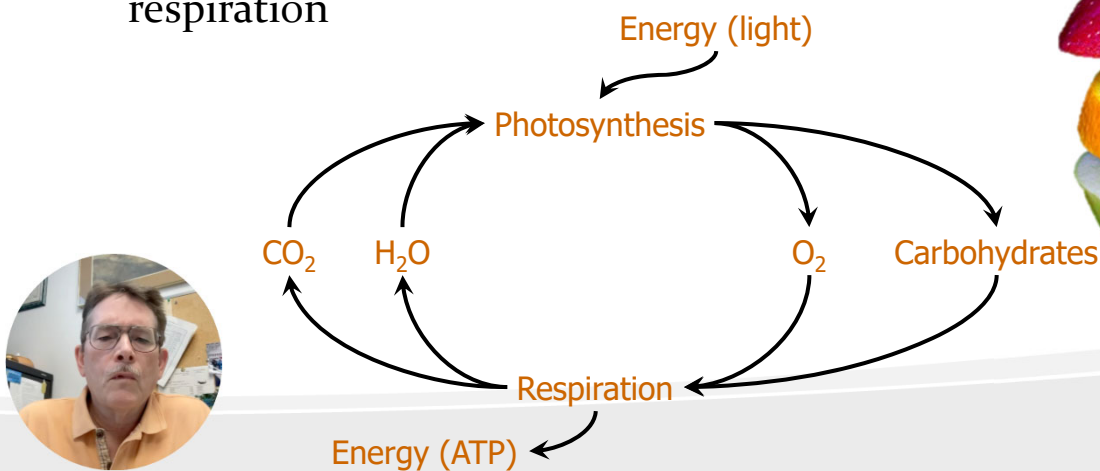 respiration
Energy (light)
Photosynthesis
CO₂ H₂O O₂ Carbohydrates
Respiration
Energy (ATP)